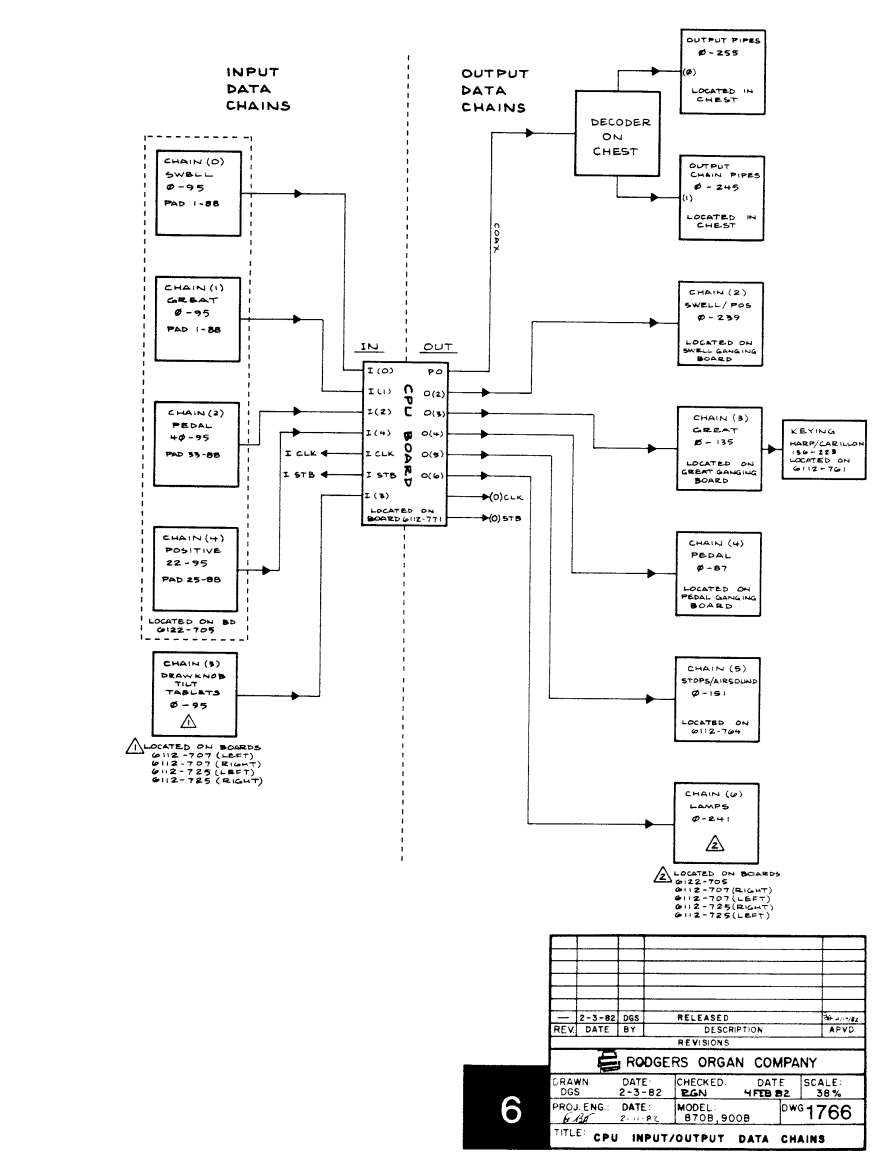 INPUT
DATA
CHAINS
OUTPUT
DATA
CHAINS
CHAIN (0)
SWELL
Ø-95
PAD 1-88
CHAIN (1)
GREAT
Ø-95
PAD 1-88
CHAIN (2)
PEDAL
4Ø-95
PAD 33-88
CHAIN (4)
POSITIVE
22-95
PAD 25-88
LOCATED ON BD
6122-705
CHAIN (3)
DRAWKNOB
TILT
TABLETS
Ø-95
1
1 LOCATED ON BOARDS
6112-707 (LEFT)
6112-707 (RIGHT)
6112-725 (LEFT)
6112-725 (RIGHT)
IN OUT
I(0) PO
I(1) O(2)
I(2) O(3)
I(4) O(4)
I CLK O(5)
I STB O(6)
I(3)
I CLK
I STB
CPU BOARD
LOCATED ON
BOARD 6112-771
(O)CLK
(O)STB
COAX
DECODER
ON
CHEST
OUTPUT PIPES
Ø-255
(Ø)
LOCATED IN
CHEST
OUTPUT
CHAIN PIPES
Ø-245
(1)
LOCATED IN
CHEST
CHAIN (2)
SWELL/POS
Ø-239
LOCATED ON
SWELL GANGING
BOARD
CHAIN (3)
GREAT
Ø-135
LOCATED ON
GREAT GANGING
BOARD
KEYING
HARP/CARILLON
136-223
LOCATED ON
6112-761
CHAIN (4)
PEDAL
Ø-87
LOCATED ON
PEDAL GANGING
BOARD
CHAIN (5)
STOPS/AIRSOUND
Ø-151
LOCATED ON
6112-764
CHAIN (6)
LAMPS
Ø-241
2
2 LOCATED ON BOARDS
6122-705
6112-707 (RIGHT)
6112-707 (LEFT)
6112-725 (RIGHT)
6112-725 (LEFT)
— 2-3-82 DGS RELEASED
REV. DATE BY DESCRIPTION APVD
REVISIONS
RODGERS ORGAN COMPANY
DRAWN DATE: CHECKED: DATE SCALE:
DGS 2-3-82 RGN 4 FEB 82 38%
PROJ. ENG.: DATE: MODEL: DWG 1766
870B, 900B
TITLE: CPU INPUT/OUTPUT DATA CHAINS
6